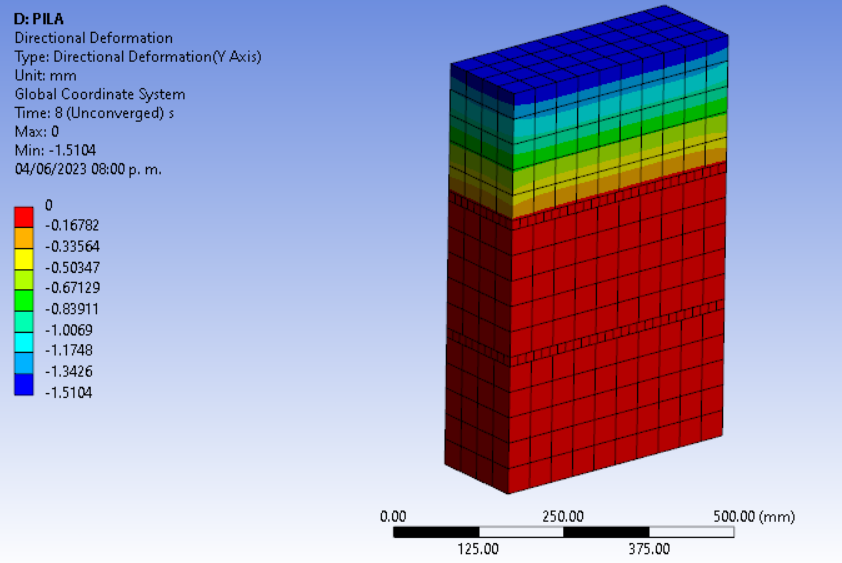 D: PILA
Directional Deformation
Type: Directional Deformation(Y Axis)
Unit: mm
Global Coordinate System
Time: 8 (Unconverged) s
Max: 0
Min: -1.5104
04/06/2023 08:00 p. m.
0
-0.16782
-0.33564
-0.50347
-0.67129
-0.83911
-1.0069
-1.1748
-1.3426
-1.5104
0.00 250.00 500.00 (mm)
125.00 375.00